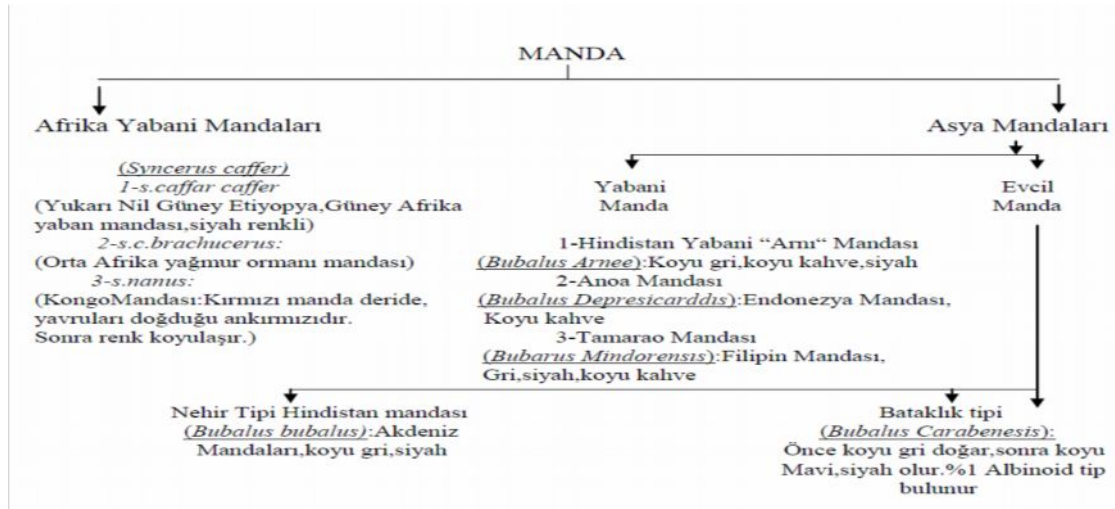 MANDA
Afrika Yabani Mandaları
(Syncerus caffer)
1-s.caffar caffer
(Yukarı Nil Güney Etiyopya,Güney Afrika
yaban mandası,siyah renkli)
2-s.c.brachucerus:
(Orta Afrika yağmur ormanı mandası)
3-s.nanus:
(KongoMandası:Kırmızı manda deride,
yavruları doğduğu ankırmızıdır.
Sonra renk koyulaşır.)
Asya Mandaları
Yabani
Manda
Evcil
Manda
1-Hindistan Yabani “Arnı“ Mandası
(Bubalus Arnee):Koyu gri,koyu kahve,siyah
2-Anoa Mandası
(Bubalus Depresicarddıs):Endonezya Mandası,
Koyu kahve
3-Tamarao Mandası
(Bubarus Mindorensıs):Filipin Mandası,
Gri,siyah,koyu kahve
Nehir Tipi Hindistan mandası
(Bubalus bubalus):Akdeniz
Mandaları,koyu gri,siyah
Bataklık tipi
(Bubalus Carabenesis):
Önce koyu gri doğar,sonra koyu
Mavi,siyah olur.%1 Albinoid tip
bulunur